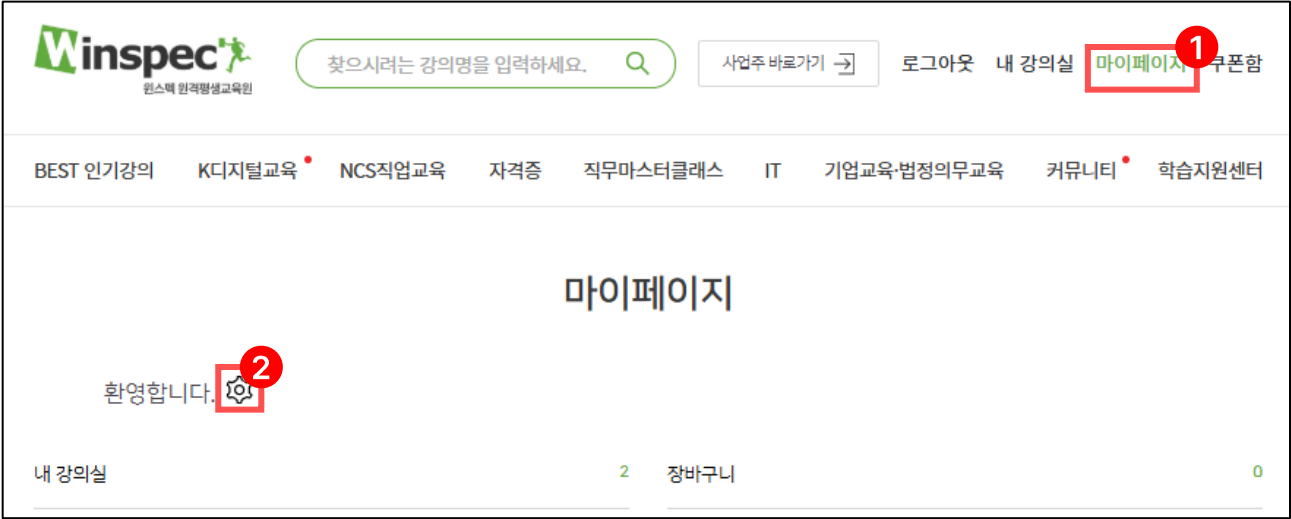 Winspec
윈스펙 원격평생교육원
찾으시려는 강의명을 입력하세요.
사업주 바로가기
로그아웃 내 강의실 마이페이지 쿠폰함
1
BEST 인기강의 K디지털교육 NCS직업교육 자격증 직무마스터클래스 IT 기업교육·법정의무교육 커뮤니티 학습지원센터
마이페이지
2
환영합니다.
내 강의실 2 장바구니 0